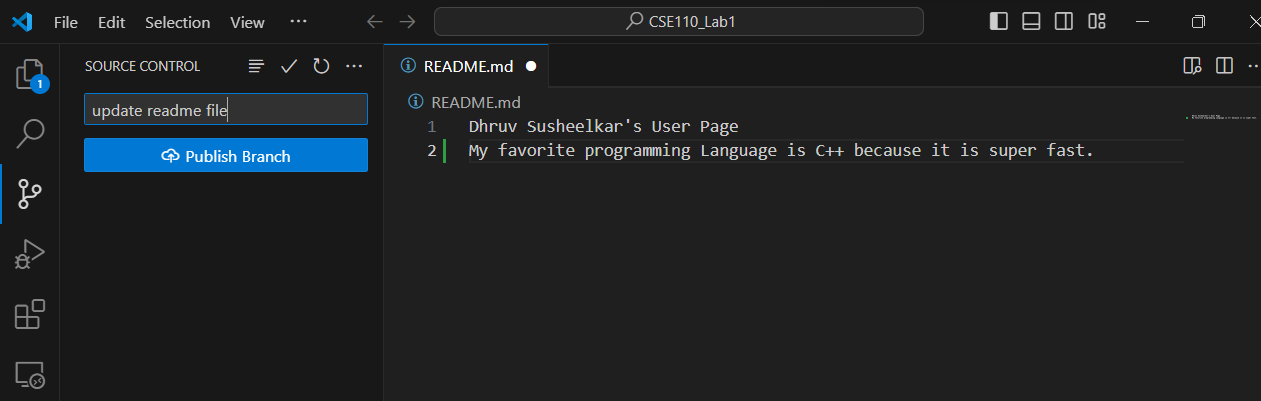 File Edit Selection View ···
CSE110_Lab1
1
SOURCE CONTROL
update readme file
Publish Branch
README.md
README.md
1 Dhruv Susheelkar's User Page
2 My favorite programming Language is C++ because it is super fast.